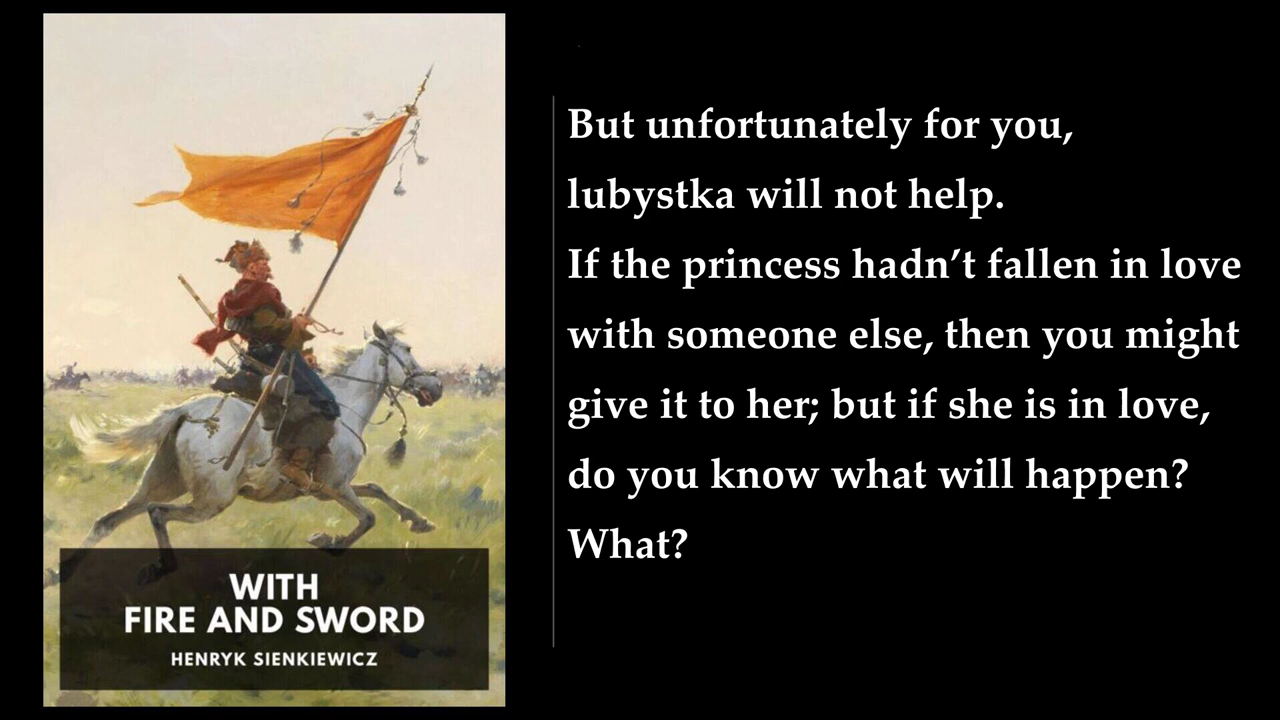 WITH
FIRE AND SWORD
HENRYK SIENKIEWICZ
But unfortunately for you,
lubystka will not help.
If the princess hadn’t fallen in love
with someone else, then you might
give it to her; but if she is in love,
do you know what will happen?
What?